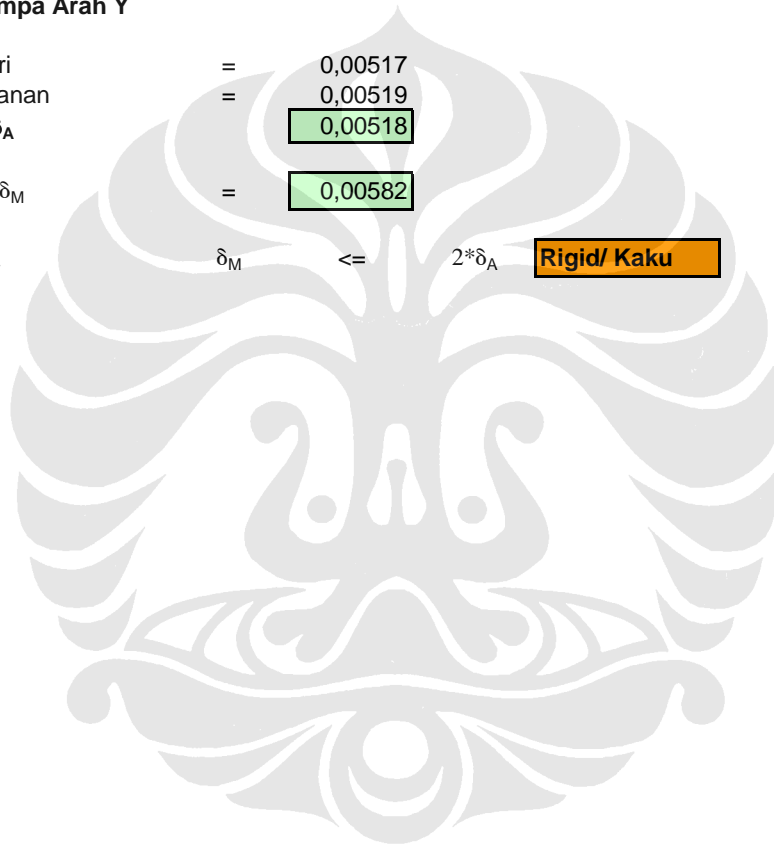 mpa Arah Y
ri = 0,00517
anan = 0,00519
δA 0,00518
δM = 0,00582
δM <= 2*δA Rigid/ Kaku